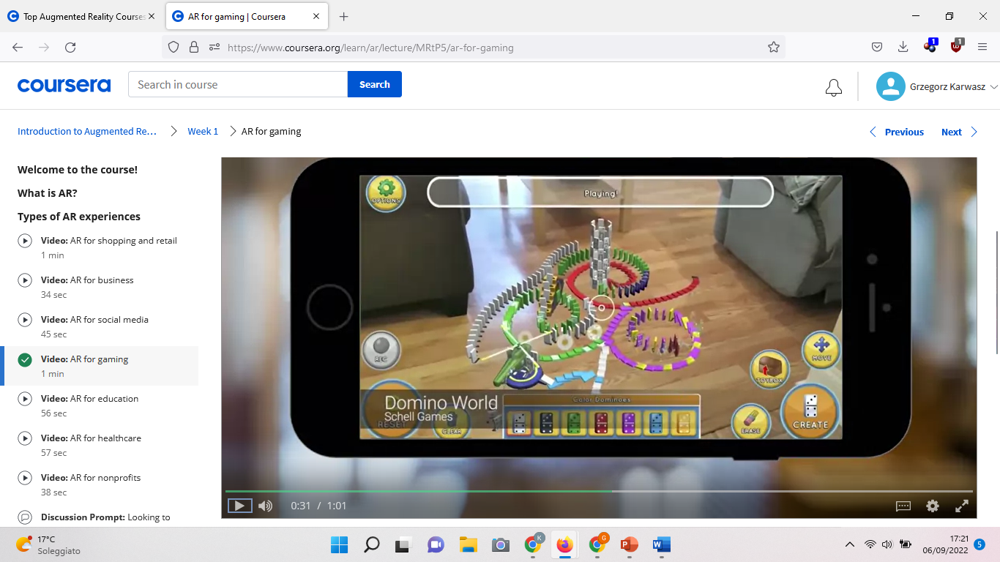 Top Augmented Reality Courses
AR for gaming | Coursera
https://www.coursera.org/learn/ar/lecture/MRtP5/ar-for-gaming
1
1
coursera
Search in course
Search
Grzegorz Karwasz
Introduction to Augmented Re...
Week 1
AR for gaming
Previous
Next
Welcome to the course!
What is AR?
Types of AR experiences
Video: AR for shopping and retail
1 min
Video: AR for business
34 sec
Video: AR for social media
45 sec
Video: AR for gaming
1 min
Video: AR for education
56 sec
Video: AR for healthcare
57 sec
Video: AR for nonprofits
38 sec
Discussion Prompt: Looking to
OPTIONS
Playing!
REC
MOVE
TOYBOX
Domino World
Schell Games
RESET
CLEAR
Color Dominoes
ERASE
CREATE
0:31 / 1:01
17°C
Soleggiato
K
G
P
W
17:21
06/09/2022
5